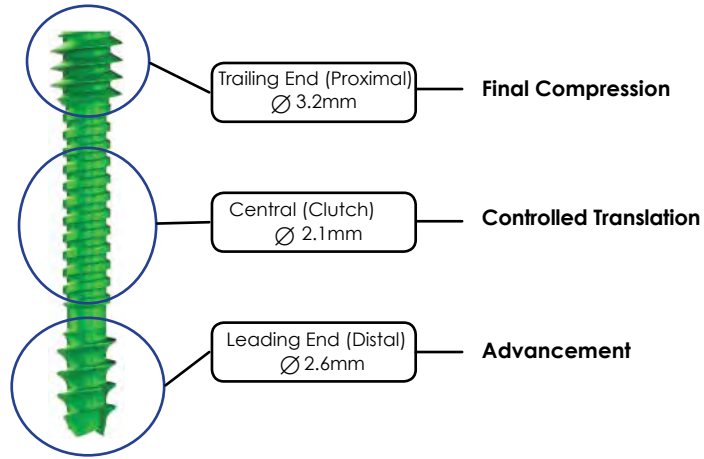 Trailing End (Proximal)
∅ 3.2mm
Final Compression
Central (Clutch)
∅ 2.1mm
Controlled Translation
Leading End (Distal)
∅ 2.6mm
Advancement